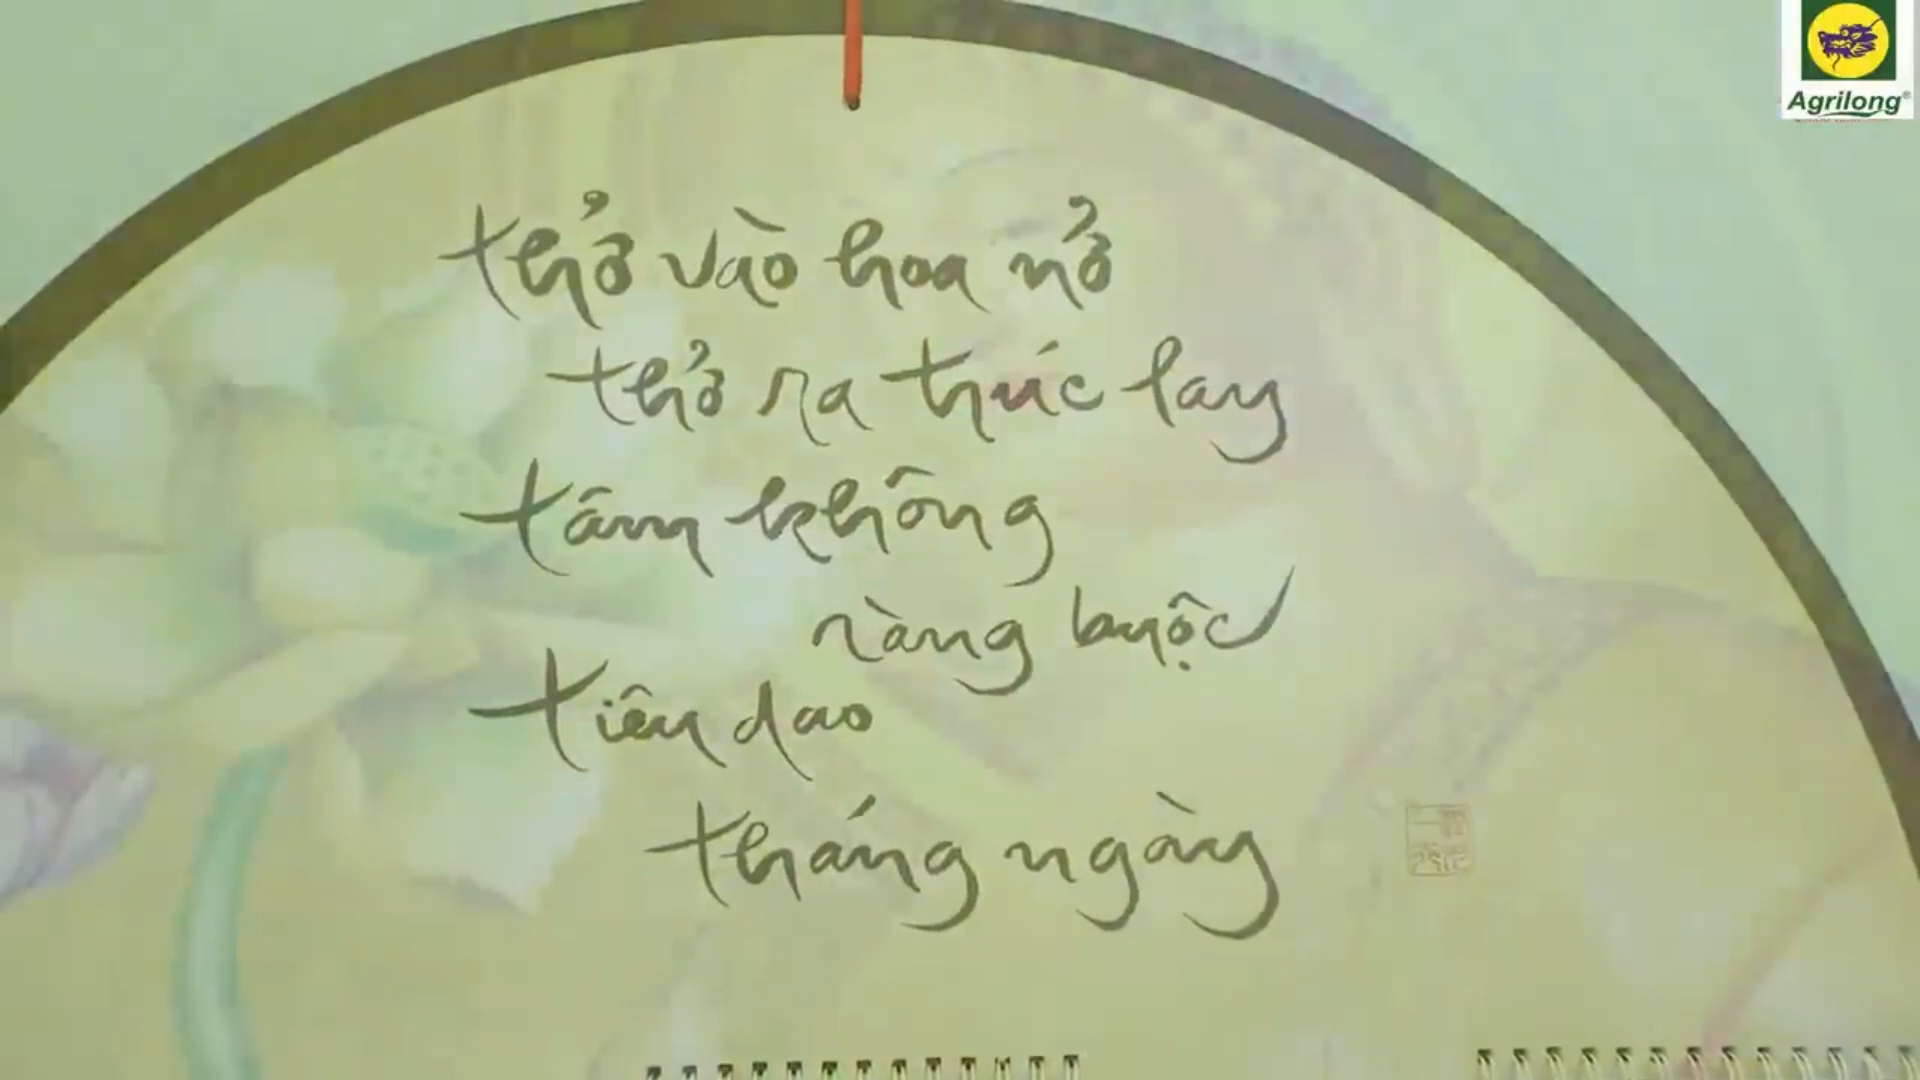 Agrilong®
thở vào hoa nở
thở ra trúc lay
tâm không
ràng buộc
tiêu dao
tháng ngày